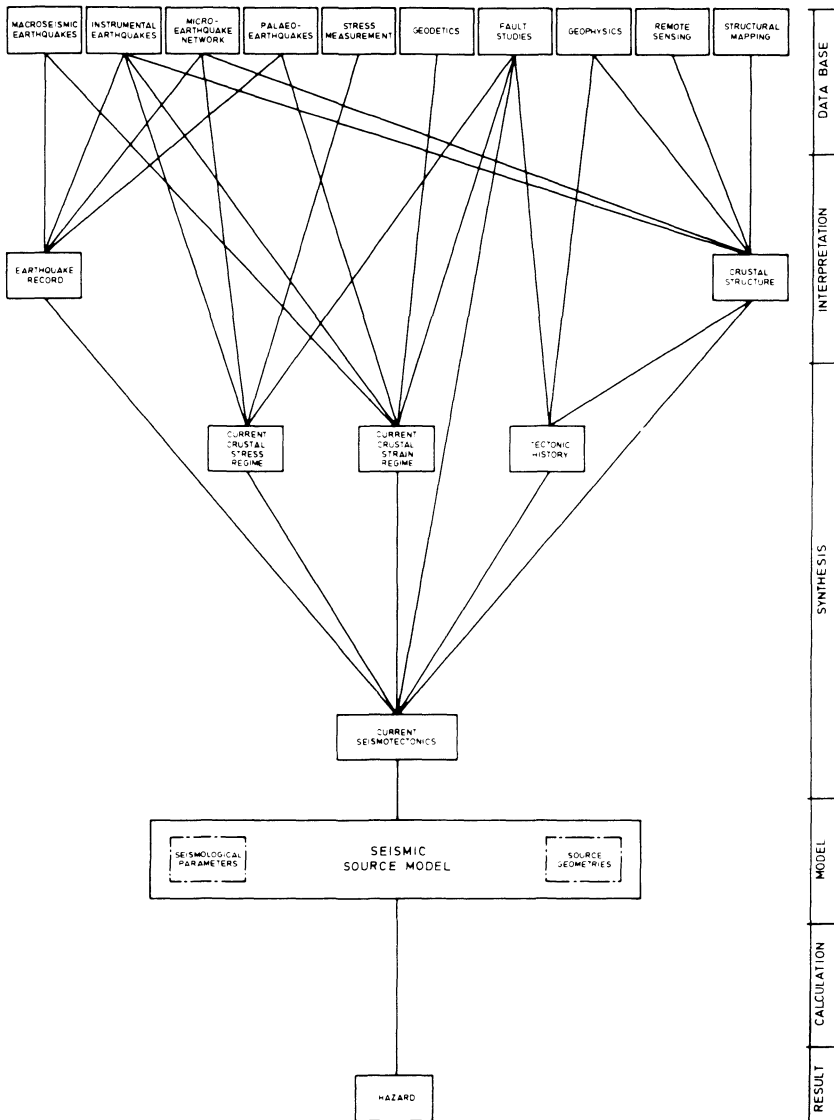 MACROSEISMIC
EARTHQUAKES
INSTRUMENTAL
EARTHQUAKES
MICRO-
EARTHQUAKE
NETWORK
PALAEO-
EARTHQUAKES
STRESS
MEASUREMENT
GEODETICS
FAULT
STUDIES
GEOPHYSICS
REMOTE
SENSING
STRUCTURAL
MAPPING
DATA BASE
EARTHQUAKE
RECORD
CRUSTAL
STRUCTURE
INTERPRETATION
CURRENT
CRUSTAL
STRESS
REGIME
CURRENT
CRUSTAL
STRAIN
REGIME
TECTONIC
HISTORY
SYNTHESIS
CURRENT
SEISMOTECTONICS
SEISMOLOGICAL
PARAMETERS
SEISMIC
SOURCE MODEL
SOURCE
GEOMETRIES
MODEL
CALCULATION
HAZARD
RESULT